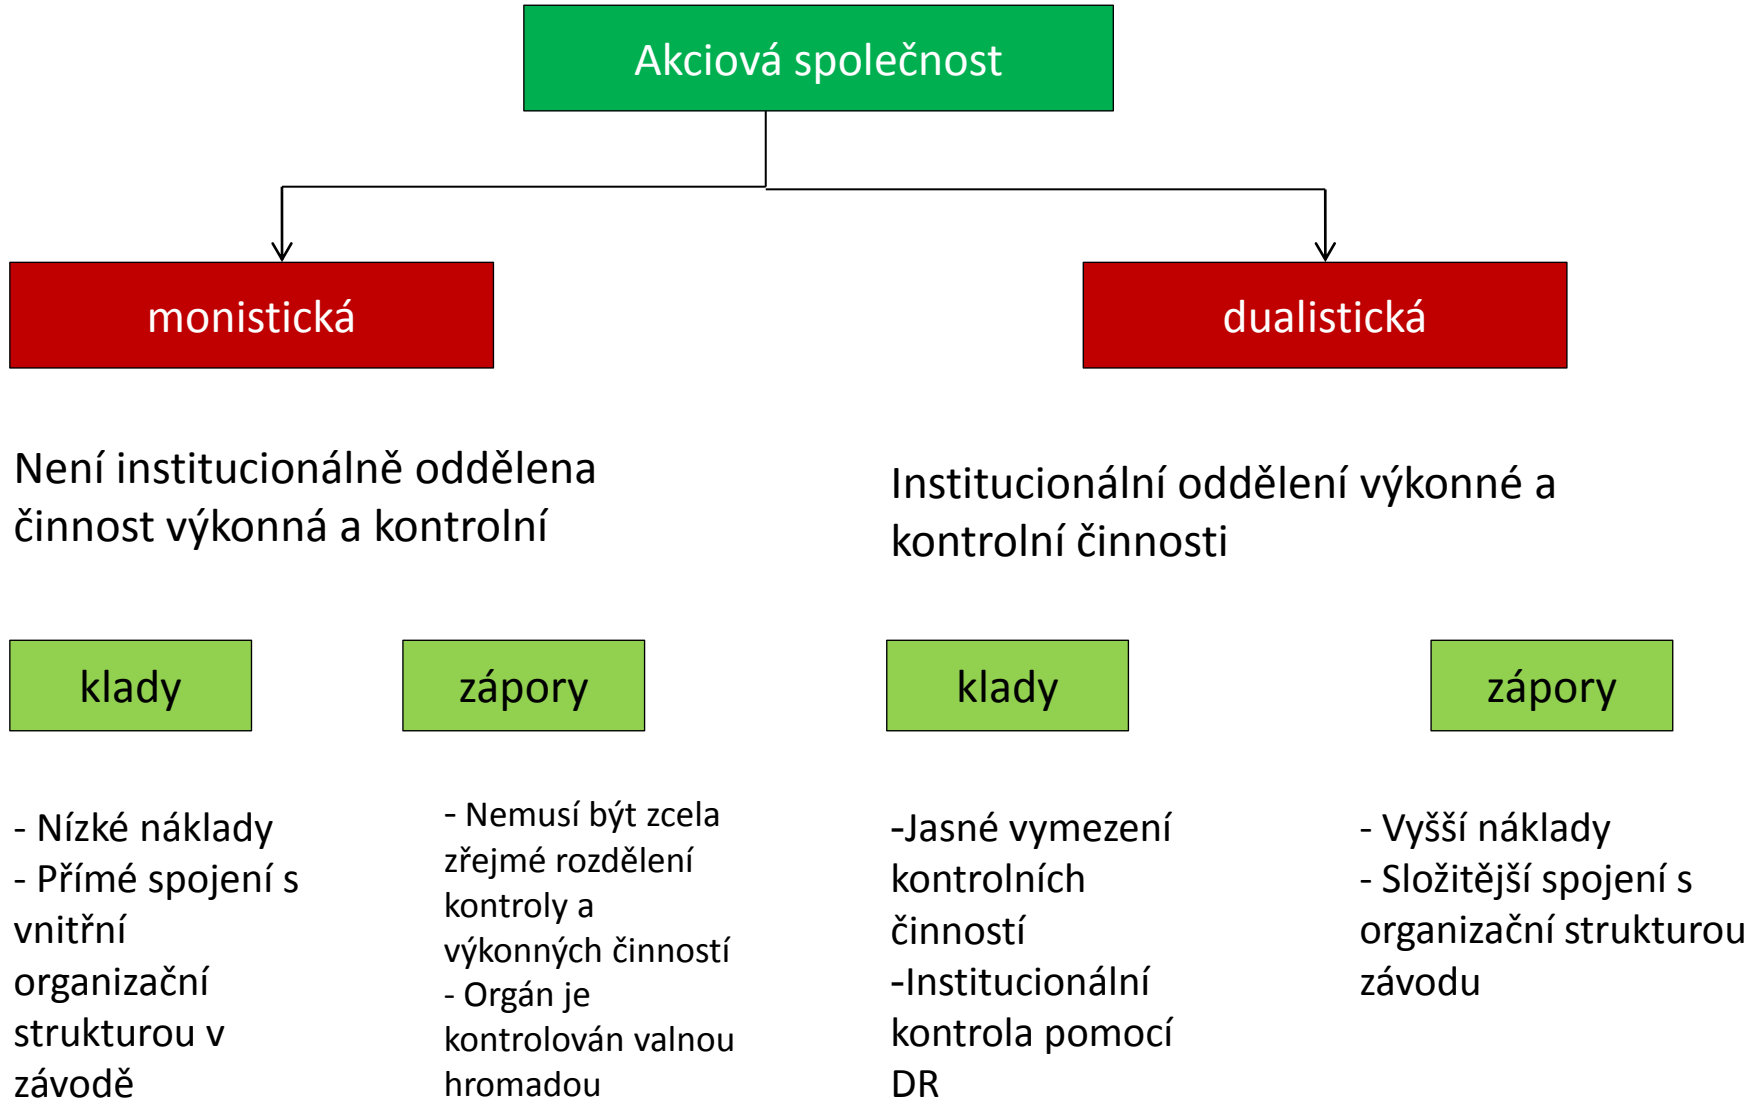 Akciová společnost
monistická
dualistická
Není institucionálně oddělena
činnost výkonná a kontrolní
Institucionální oddělení výkonné a
kontrolní činnosti
klady
zápory
klady
zápory
- Nízké náklady
- Přímé spojení s
vnitřní
organizační
strukturou v
závodě
- Nemusí být zcela
zřejmé rozdělení
kontroly a
výkonných činností
- Orgán je
kontrolován valnou
hromadou
-Jasné vymezení
kontrolních
činností
-Institucionální
kontrola pomocí
DR
- Vyšší náklady
- Složitější spojení s
organizační strukturou
závodu